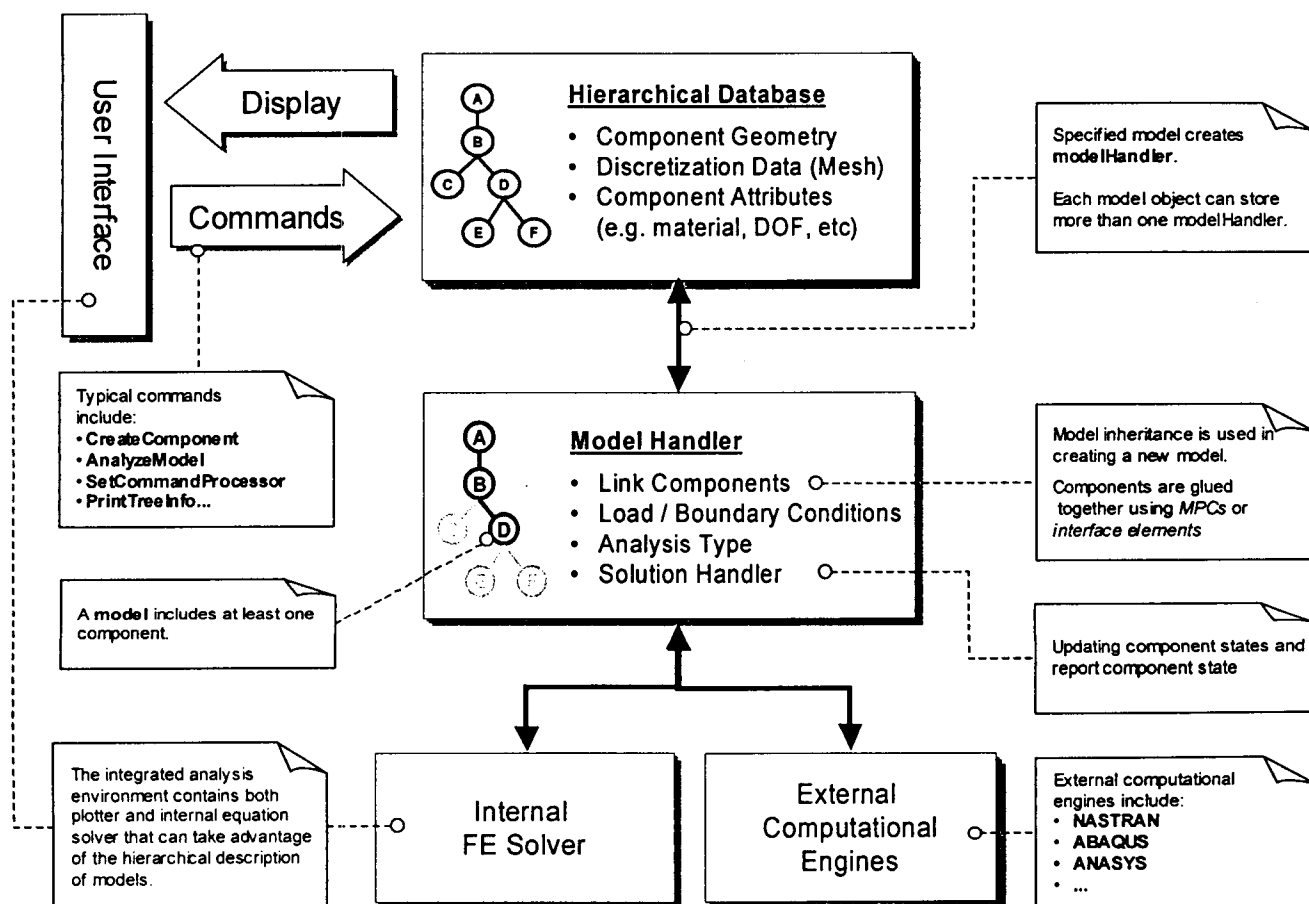 User Interface
Display
Commands
A
B
C
D
E
F
Hierarchical Database
• Component Geometry
• Discretization Data (Mesh)
• Component Attributes
(e.g. material, DOF, etc)
Specified model creates
modelHandler.
Each model object can store
more than one modelHandler.
Typical commands
include:
• CreateComponent
• AnalyzeModel
• SetCommandProcessor
• PrintTreeInfo...
A
B
D
Model Handler
• Link Components
• Load / Boundary Conditions
• Analysis Type
• Solution Handler
Model inheritance is used in
creating a new model.
Components are glued
together using MPCs or
interface elements
A model includes at least one
component.
Updating component states and
report component state
The integrated analysis
environment contains both
plotter and internal equation
solver that can take advantage
of the hierarchical description
of models.
Internal
FE Solver
External
Computational
Engines
External computational
engines include:
• NASTRAN
• ABAQUS
• ANASYS
• ...